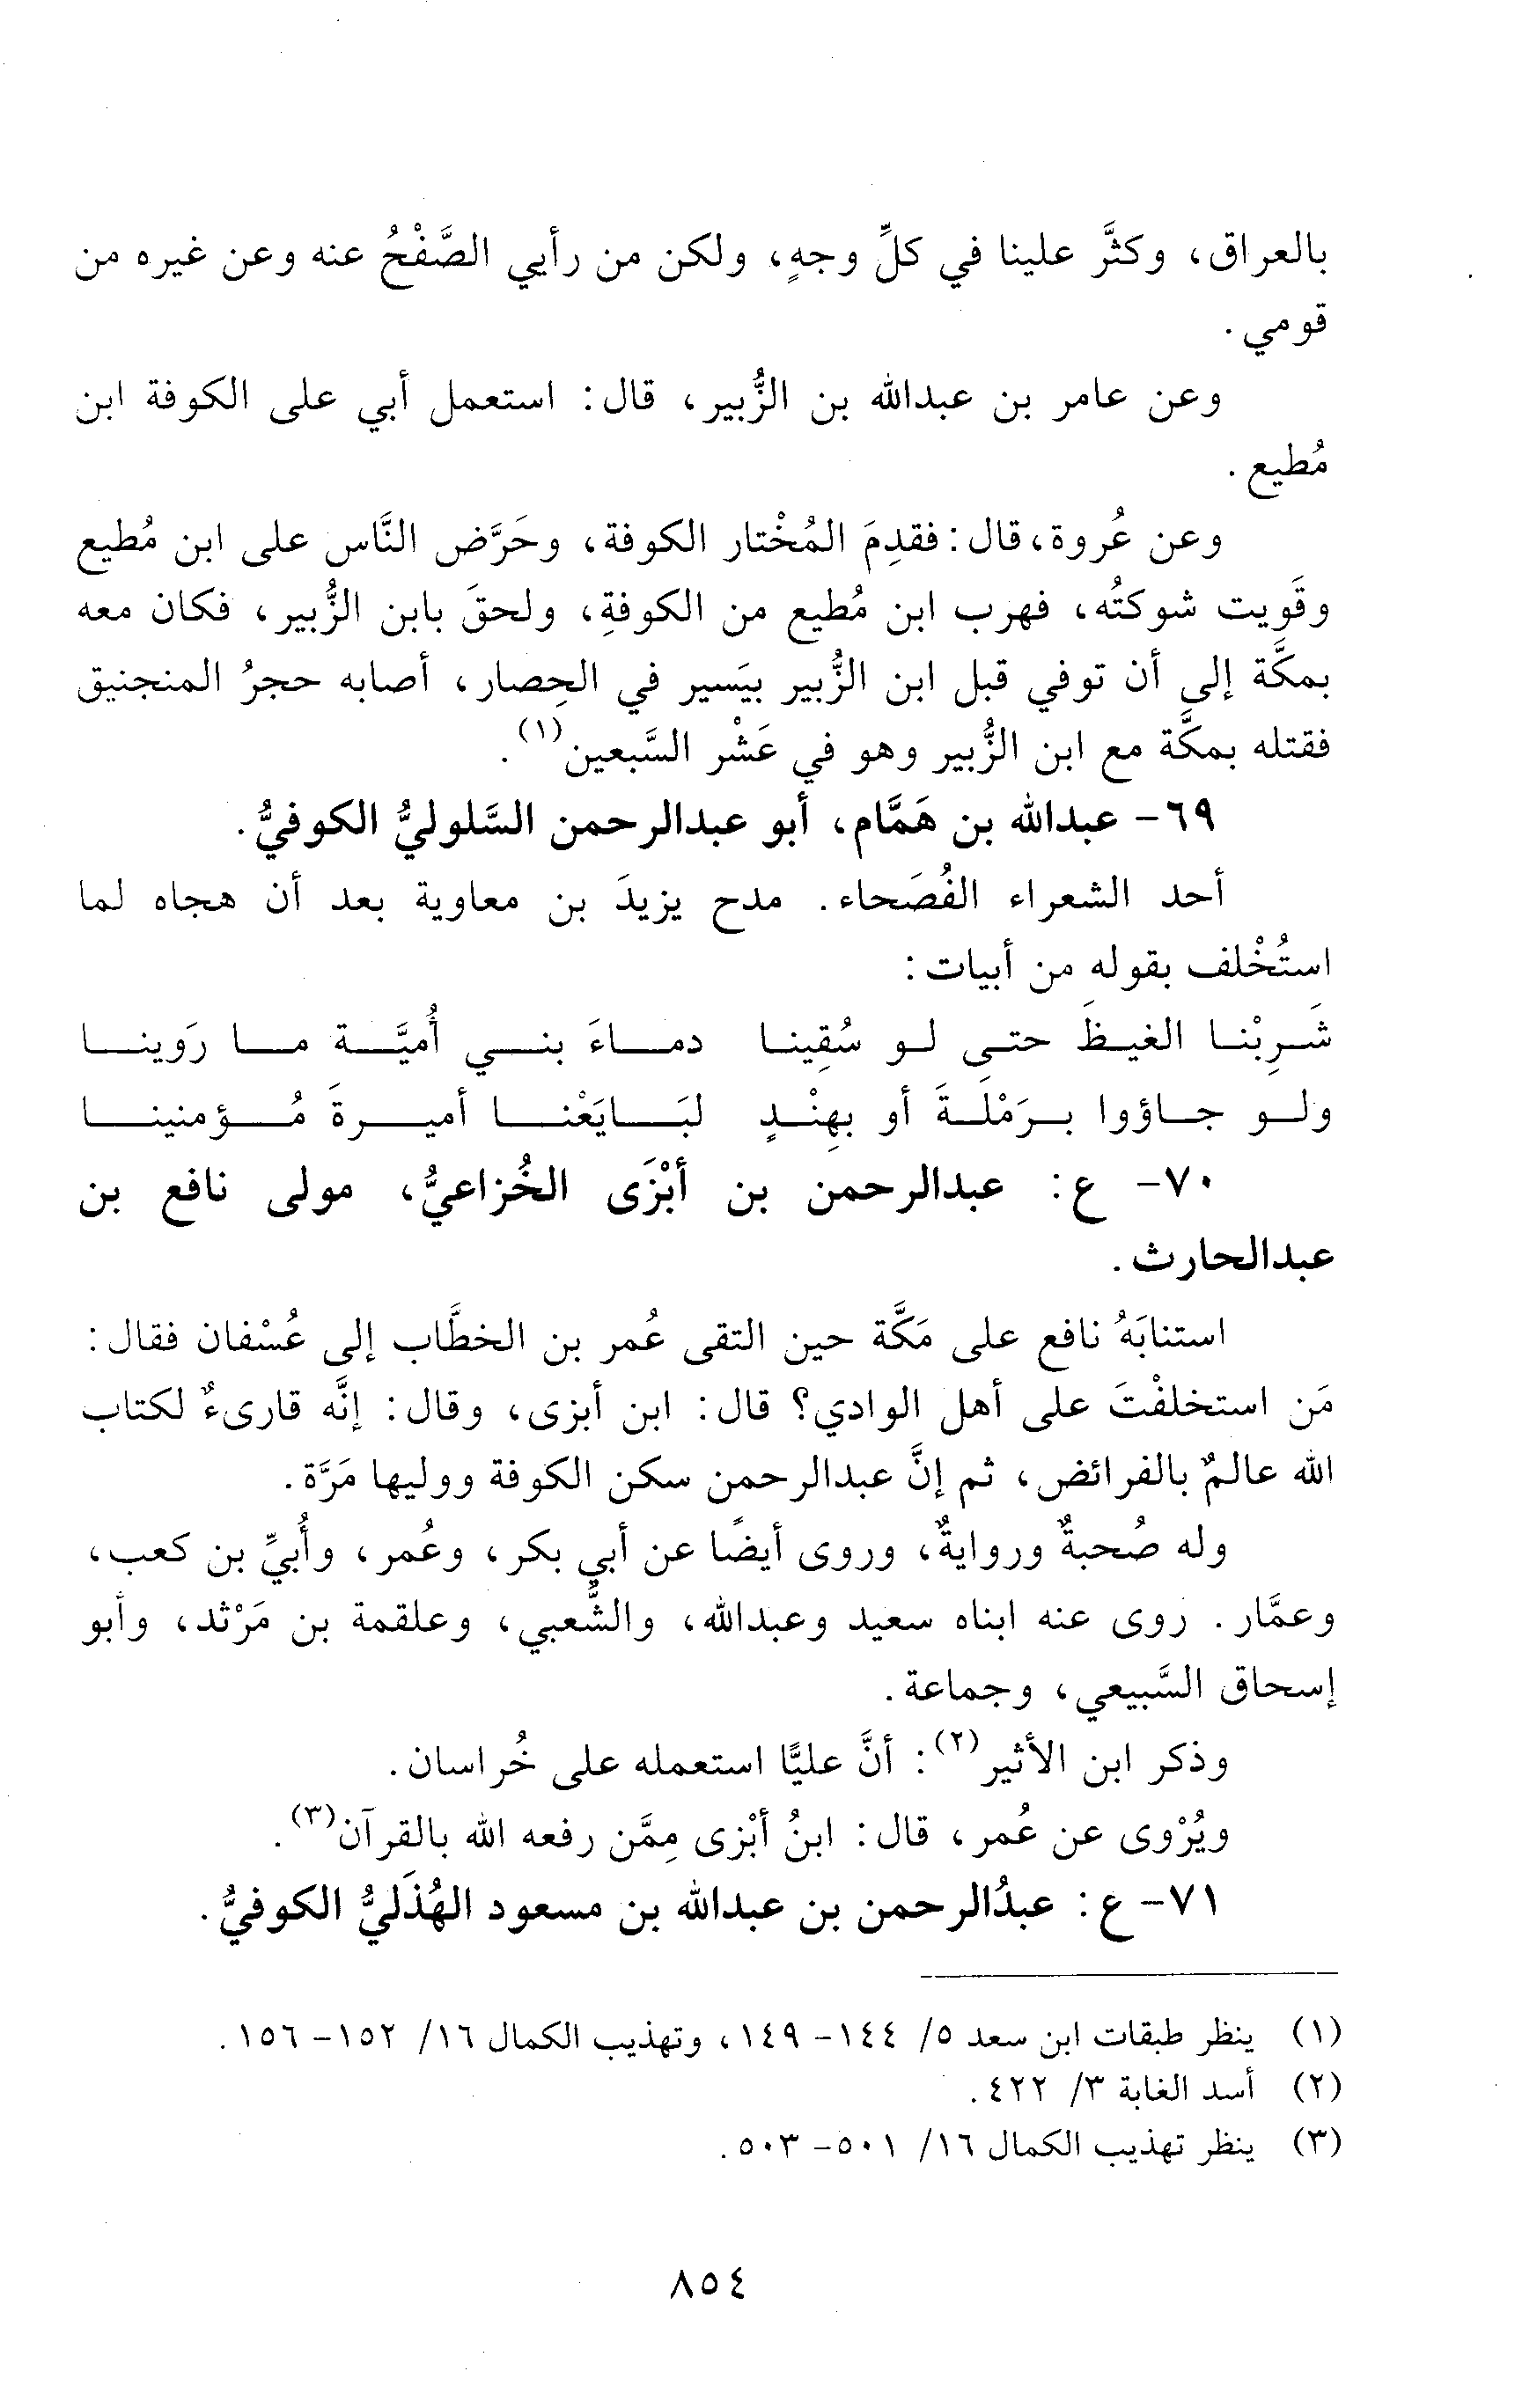 بالعراق، وكثَّر علينا في كلِّ وجهٍ، ولكن من رأيي الصَّفْحُ عنه وعن غيره من
قومي.
وعن عامر بن عبدالله بن الزُّبير، قال: استعمل أبي على الكوفة ابن
مُطيع.
وعن عُروة، قال: فقدِمَ المُخْتار الكوفة، وحَرَّض النَّاس على ابن مُطيع
وقَويت شوكتُه، فهرب ابن مُطيع من الكوفةِ، ولحقَ بابن الزُّبير، فكان معه
بمكَّة إلى أن توفي قبل ابن الزُّبير بيَسير في الحِصار، أصابه حجرُ المنجنيق
فقتله بمكَّة مع ابن الزُّبير وهو في عَشْر السَّبعين(١).
٦٩- عبدالله بن هَمَّام، أبو عبدالرحمن السَّلوليُّ الكوفيُّ.
أحد الشعراء الفُصَحاء. مدح يزيدَ بن معاوية بعد أن هجاه لما
استُخْلف بقوله من أبيات:
شَرِبْنا الغيظَ حتى لو سُقِينا دماءَ بني أُميَّة ما رَوينا
ولو جاؤوا برَمْلَةَ أو بهِنْدٍ لبَايَعْنا أميرةَ مُؤمنينا
٧٠- ع: عبدالرحمن بن أبْزَى الخُزاعيُّ، مولى نافع بن
عبدالحارث.
استنابَهُ نافع على مَكَّة حين التقى عُمر بن الخطَّاب إلى عُسْفان فقال:
مَن استخلفْتَ على أهل الوادي؟ قال: ابن أبزى، وقال: إنَّه قارىءٌ لكتاب
الله عالمٌ بالفرائض، ثم إنَّ عبدالرحمن سكن الكوفة ووليها مَرَّة.
وله صُحبةٌ وروايةٌ، وروى أيضًا عن أبي بكر، وعُمر، وأُبيِّ بن كعب،
وعمَّار. روى عنه ابناه سعيد وعبدالله، والشَّعبي، وعلقمة بن مَرْثد، وأبو
إسحاق السَّبيعي، وجماعة.
وذكر ابن الأثير(٢): أنَّ عليًّا استعمله على خُراسان.
ويُرْوى عن عُمر، قال: ابنُ أبْزى مِمَّن رفعه الله بالقرآن(٣).
٧١- ع: عبدُالرحمن بن عبدالله بن مسعود الهُذَليُّ الكوفيُّ.
(١) ينظر طبقات ابن سعد ٥/ ١٤٤- ١٤٩، وتهذيب الكمال ١٦/ ١٥٢- ١٥٦.
(٢) أسد الغابة ٣/ ٤٢٢.
(٣) ينظر تهذيب الكمال ١٦/ ٥٠١- ٥٠٣.
٨٥٤